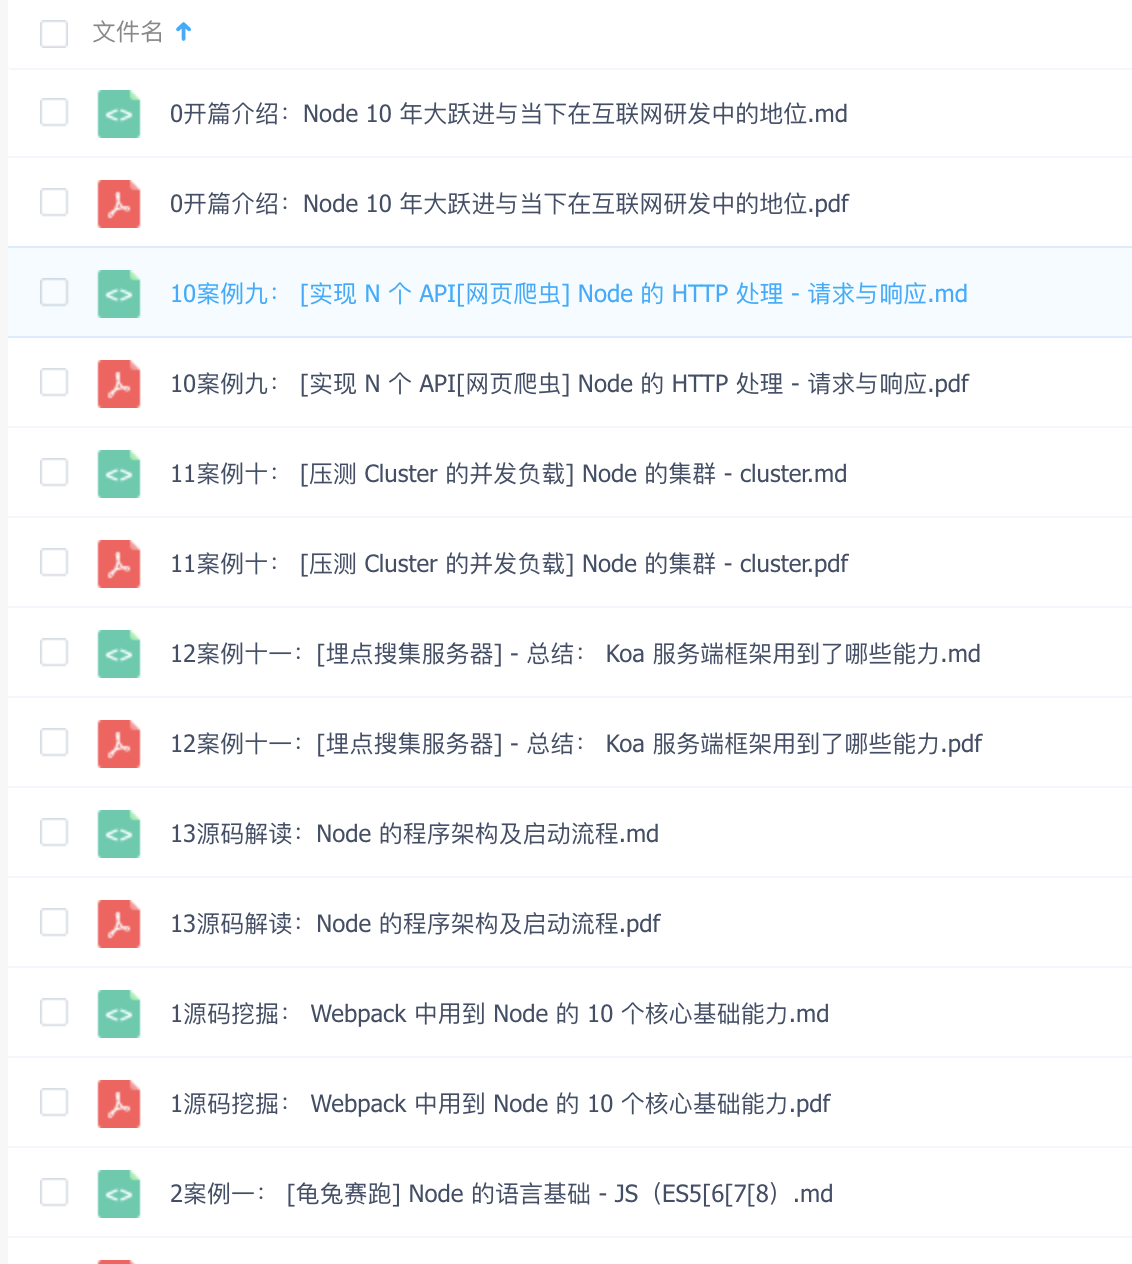 文件名
0开篇介绍：Node 10 年大跃进与当下在互联网研发中的地位.md
0开篇介绍：Node 10 年大跃进与当下在互联网研发中的地位.pdf
10案例九： [实现 N 个 API[网页爬虫] Node 的 HTTP 处理 - 请求与响应.md
10案例九： [实现 N 个 API[网页爬虫] Node 的 HTTP 处理 - 请求与响应.pdf
11案例十： [压测 Cluster 的并发负载] Node 的集群 - cluster.md
11案例十： [压测 Cluster 的并发负载] Node 的集群 - cluster.pdf
12案例十一：[埋点搜集服务器] - 总结： Koa 服务端框架用到了哪些能力.md
12案例十一：[埋点搜集服务器] - 总结： Koa 服务端框架用到了哪些能力.pdf
13源码解读：Node 的程序架构及启动流程.md
13源码解读：Node 的程序架构及启动流程.pdf
1源码挖掘： Webpack 中用到 Node 的 10 个核心基础能力.md
1源码挖掘： Webpack 中用到 Node 的 10 个核心基础能力.pdf
2案例一： [龟兔赛跑] Node 的语言基础 - JS（ES5[6[7[8）.md